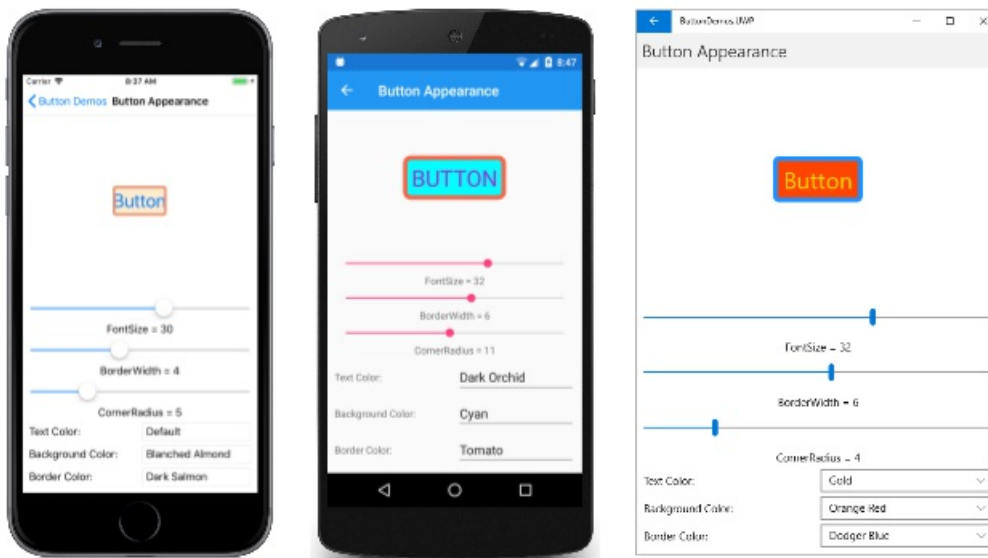 Carrier 8:37 AM
Button Demos Button Appearance
Button
FontSize = 30
BorderWidth = 4
CornerRadius = 5
Text Color: Default
Background Color: Blanched Almond
Border Color: Dark Salmon
8:47
Button Appearance
BUTTON
FontSize = 32
BorderWidth = 6
CornerRadius = 11
Text Color: Dark Orchid
Background Color: Cyan
Border Color: Tomato
ButtonDemos.UWP
Button Appearance
Button
FontSize = 32
BorderWidth = 6
CornerRadius = 4
Text Color: Gold
Background Color: Orange Red
Border Color: Dodger Blue